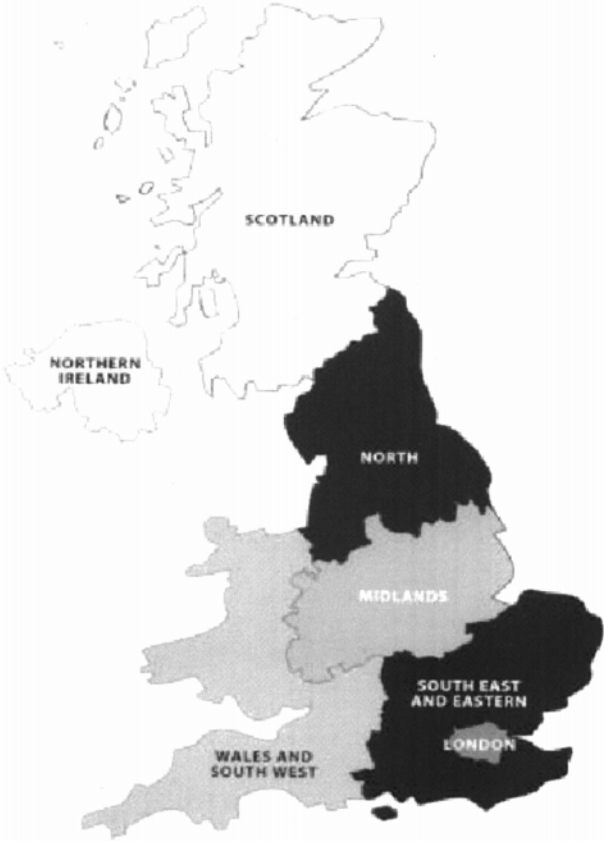 SCOTLAND
NORTHERN
IRELAND
NORTH
MIDLANDS
SOUTH EAST
AND EASTERN
LONDON
WALES AND
SOUTH WEST